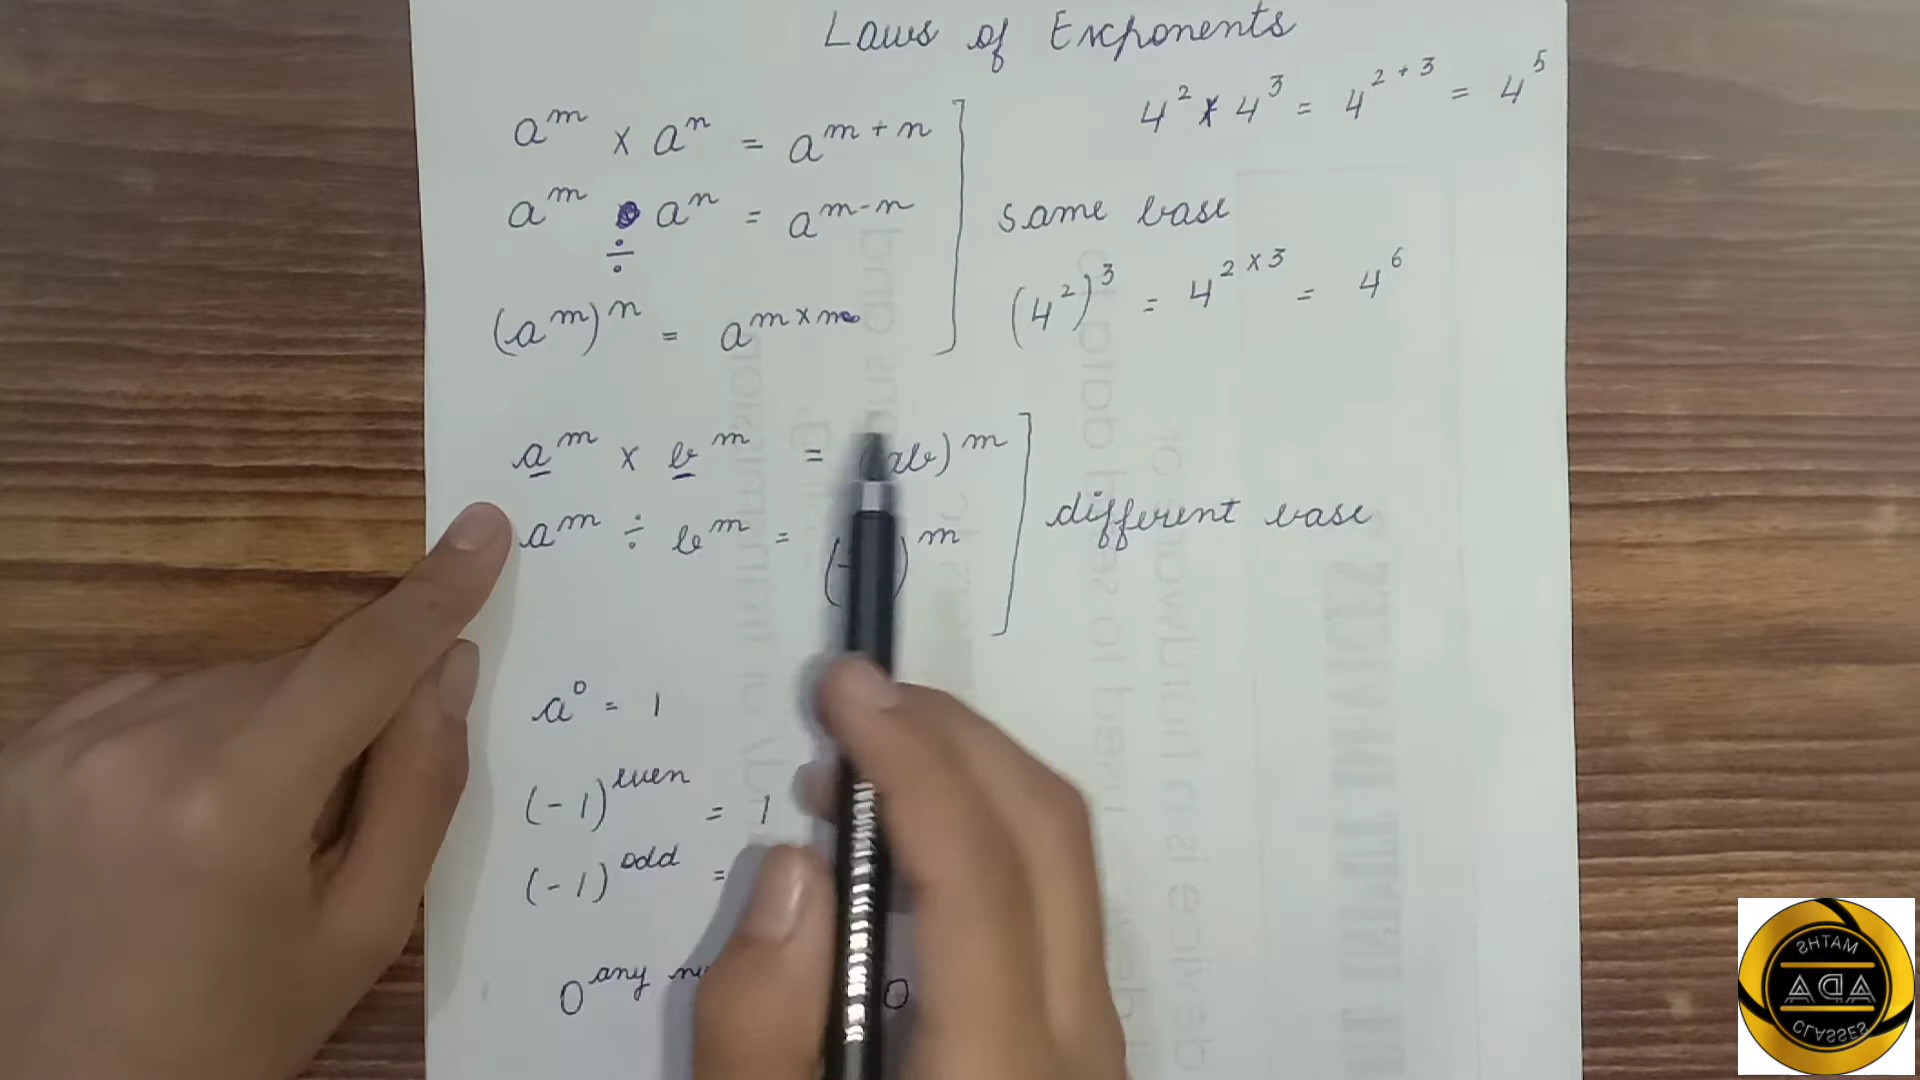 Laws of Exponents
a^m × a^n = a^(m+n)
4^2 × 4^3 = 4^(2+3) = 4^5
a^m ÷ a^n = a^(m-n)
same base
(a^m)^n = a^(m×n)
(4^2)^3 = 4^(2×3) = 4^6
a^m × b^m = (ab)^m
a^m ÷ b^m = ( )^m
different base
a^0 = 1
(-1)^even = 1
(-1)^odd =
0^any 0
MATHS
ADA
CLASSES